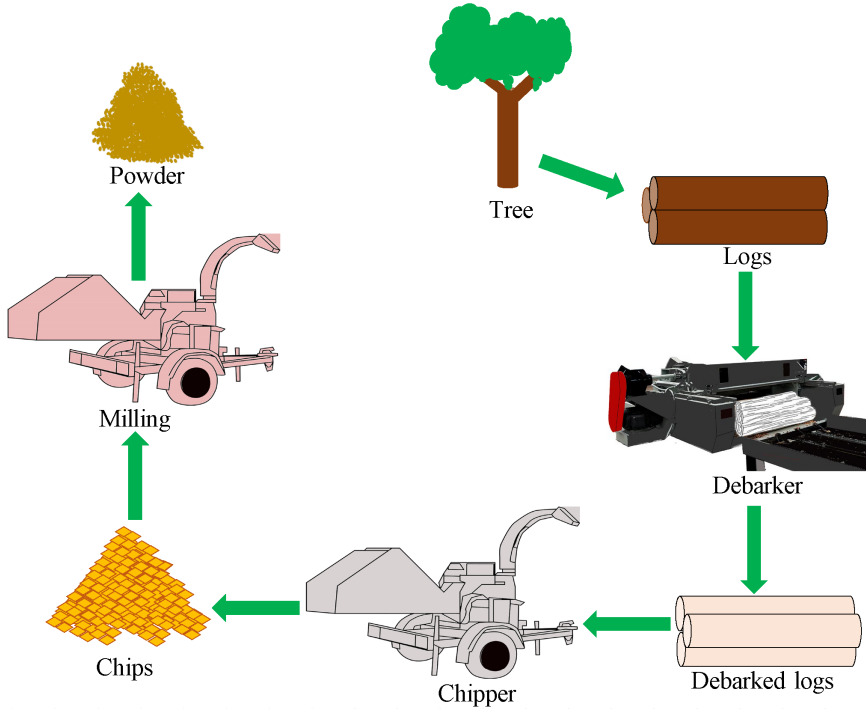 Tree
Logs
Debarker
Debarked logs
Chipper
Chips
Milling
Powder